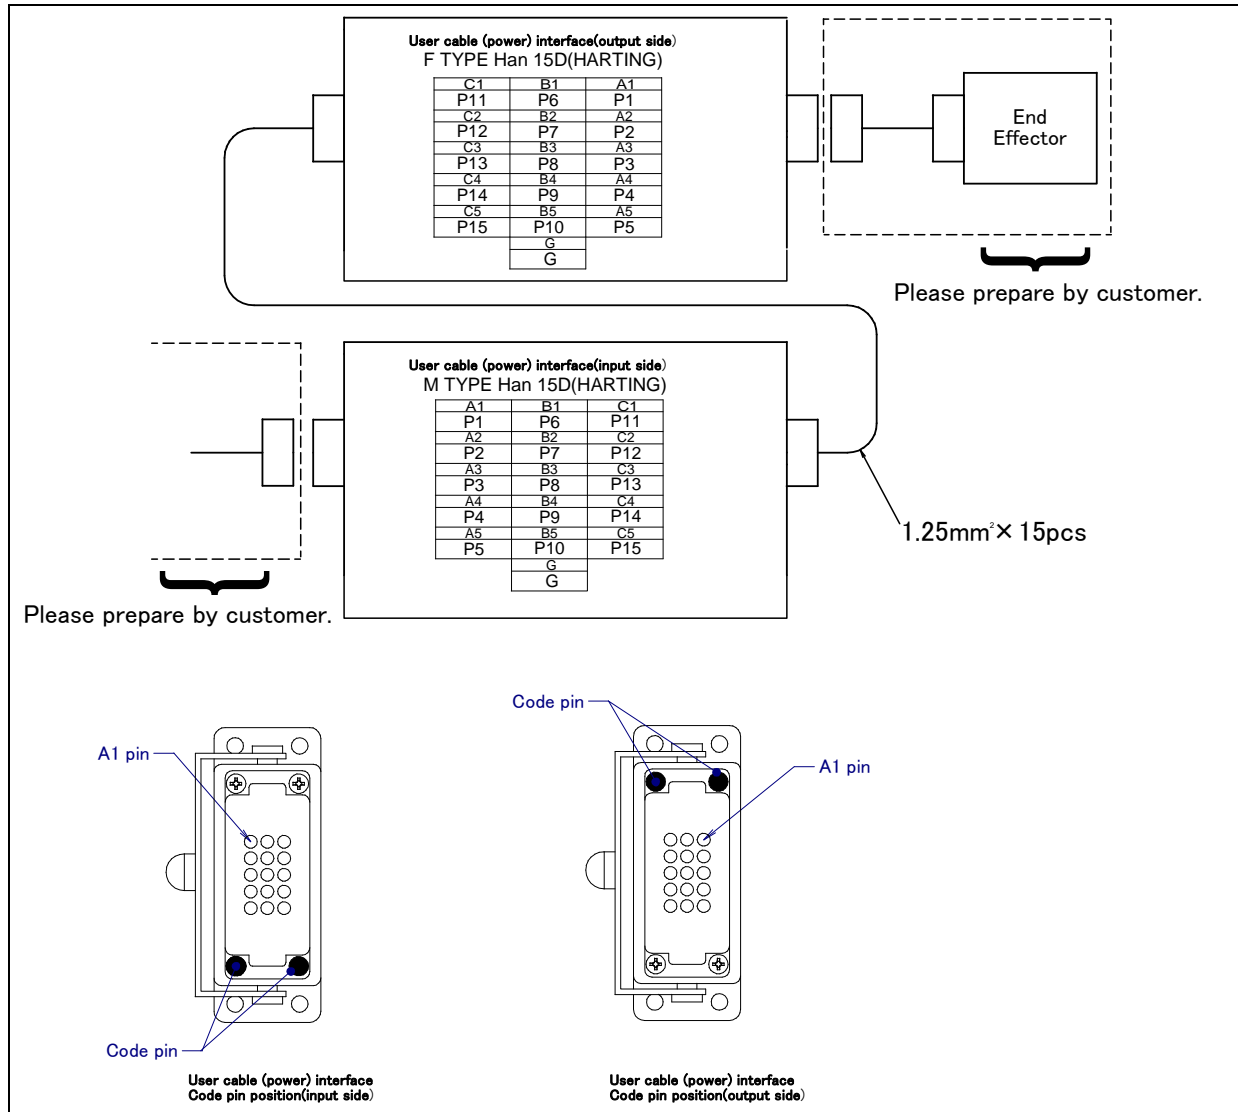 User cable (power) interface(output side)
F TYPE Han 15D(HARTING)
C1 B1 A1
P11 P6 P1
C2 B2 A2
P12 P7 P2
C3 B3 A3
P13 P8 P3
C4 B4 A4
P14 P9 P4
C5 B5 A5
P15 P10 P5
G
G
End
Effector
Please prepare by customer.
User cable (power) interface(input side)
M TYPE Han 15D(HARTING)
A1 B1 C1
P1 P6 P11
A2 B2 C2
P2 P7 P12
A3 B3 C3
P3 P8 P13
A4 B4 C4
P4 P9 P14
A5 B5 C5
P5 P10 P15
G
G
1.25mm²×15pcs
Please prepare by customer.
A1 pin
Code pin
User cable (power) interface
Code pin position(input side)
Code pin
A1 pin
User cable (power) interface
Code pin position(output side)